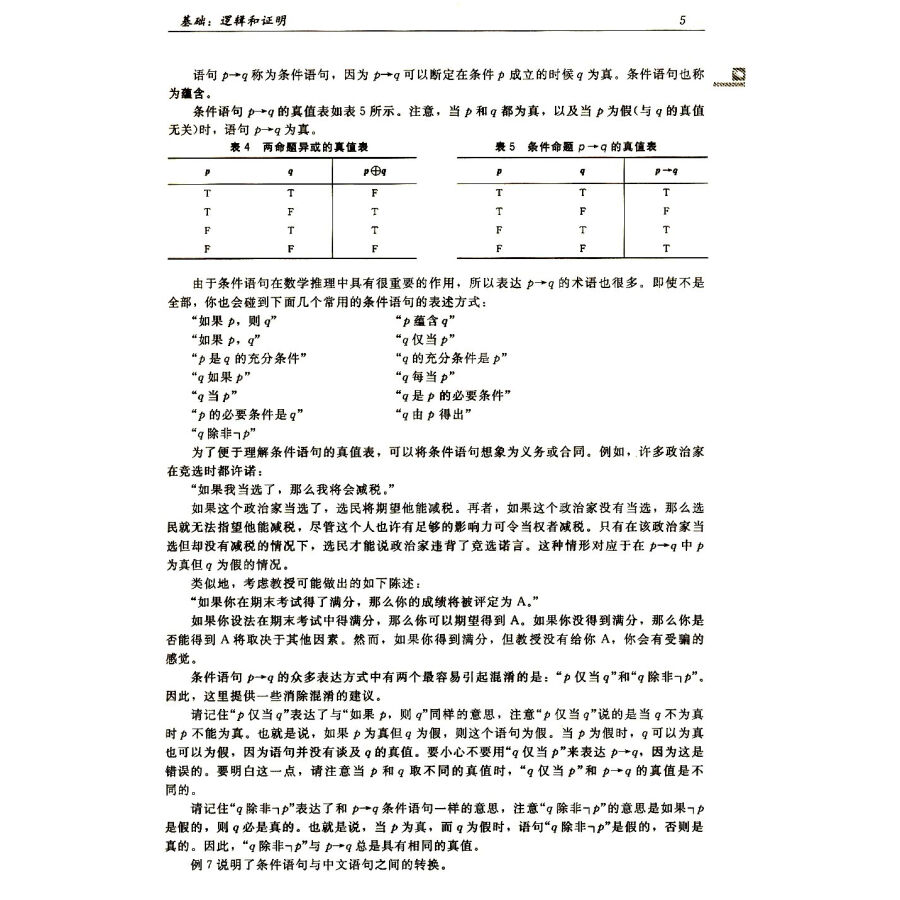 基础：逻辑和证明 5
语句 p→q 称为条件语句，因为 p→q 可以断定在条件 p 成立的时候 q 为真。条件语句也称
为蕴含。
条件语句 p→q 的真值表如表 5 所示。注意，当 p 和 q 都为真，以及当 p 为假(与 q 的真值
无关)时，语句 p→q 为真。
表 4 两命题异或的真值表
p q p⊕q
T T F
T F T
F T T
F F F
表 5 条件命题 p→q 的真值表
p q p→q
T T T
T F F
F T T
F F T
由于条件语句在数学推理中具有很重要的作用，所以表达 p→q 的术语也很多。即使不是
全部，你也会碰到下面几个常用的条件语句的表述方式：
“如果 p，则 q” “p 蕴含 q”
“如果 p，q” “q 仅当 p”
“p 是 q 的充分条件” “q 的充分条件是 p”
“q 如果 p” “q 每当 p”
“q 当 p” “q 是 p 的必要条件”
“p 的必要条件是 q” “q 由 p 得出”
“q 除非¬p”
为了便于理解条件语句的真值表，可以将条件语句想象为义务或合同。例如，许多政治家
在竞选时都许诺：
“如果我当选了，那么我将会减税。”
如果这个政治家当选了，选民将期望他能减税。再者，如果这个政治家没有当选，那么选
民就无法指望他能减税，尽管这个人也许有足够的影响力可令当权者减税。只有在该政治家当
选但却没有减税的情况下，选民才能说政治家违背了竞选诺言。这种情形对应于在 p→q 中 p
为真但 q 为假的情况。
类似地，考虑教授可能做出的如下陈述：
“如果你在期末考试得了满分，那么你的成绩将被评定为 A。”
如果你设法在期末考试中得满分，那么你可以期望得到 A。如果你没得到满分，那么你是
否能得到 A 将取决于其他因素。然而，如果你得到满分，但教授没有给你 A，你会有受骗的
感觉。
条件语句 p→q 的众多表达方式中有两个最容易引起混淆的是：“p 仅当 q”和“q 除非¬p”。
因此，这里提供一些消除混淆的建议。
请记住“p 仅当 q”表达了与“如果 p，则 q”同样的意思，注意“p 仅当 q”说的是当 q 不为真
时 p 不能为真。也就是说，如果 p 为真但 q 为假，则这个语句为假。当 p 为假时，q 可以为真
也可以为假，因为语句并没有谈及 q 的真值。要小心不要用“q 仅当 p”来表达 p→q，因为这是
错误的。要明白这一点，请注意当 p 和 q 取不同的真值时，“q 仅当 p”和 p→q 的真值是不
同的。
请记住“q 除非¬p”表达了和 p→q 条件语句一样的意思，注意“q 除非¬p”的意思是如果¬p
是假的，则 q 必是真的。也就是说，当 p 为真，而 q 为假时，语句“q 除非¬p”是假的，否则是
真的。因此，“q 除非¬p”与 p→q 总是具有相同的真值。
例 7 说明了条件语句与中文语句之间的转换。